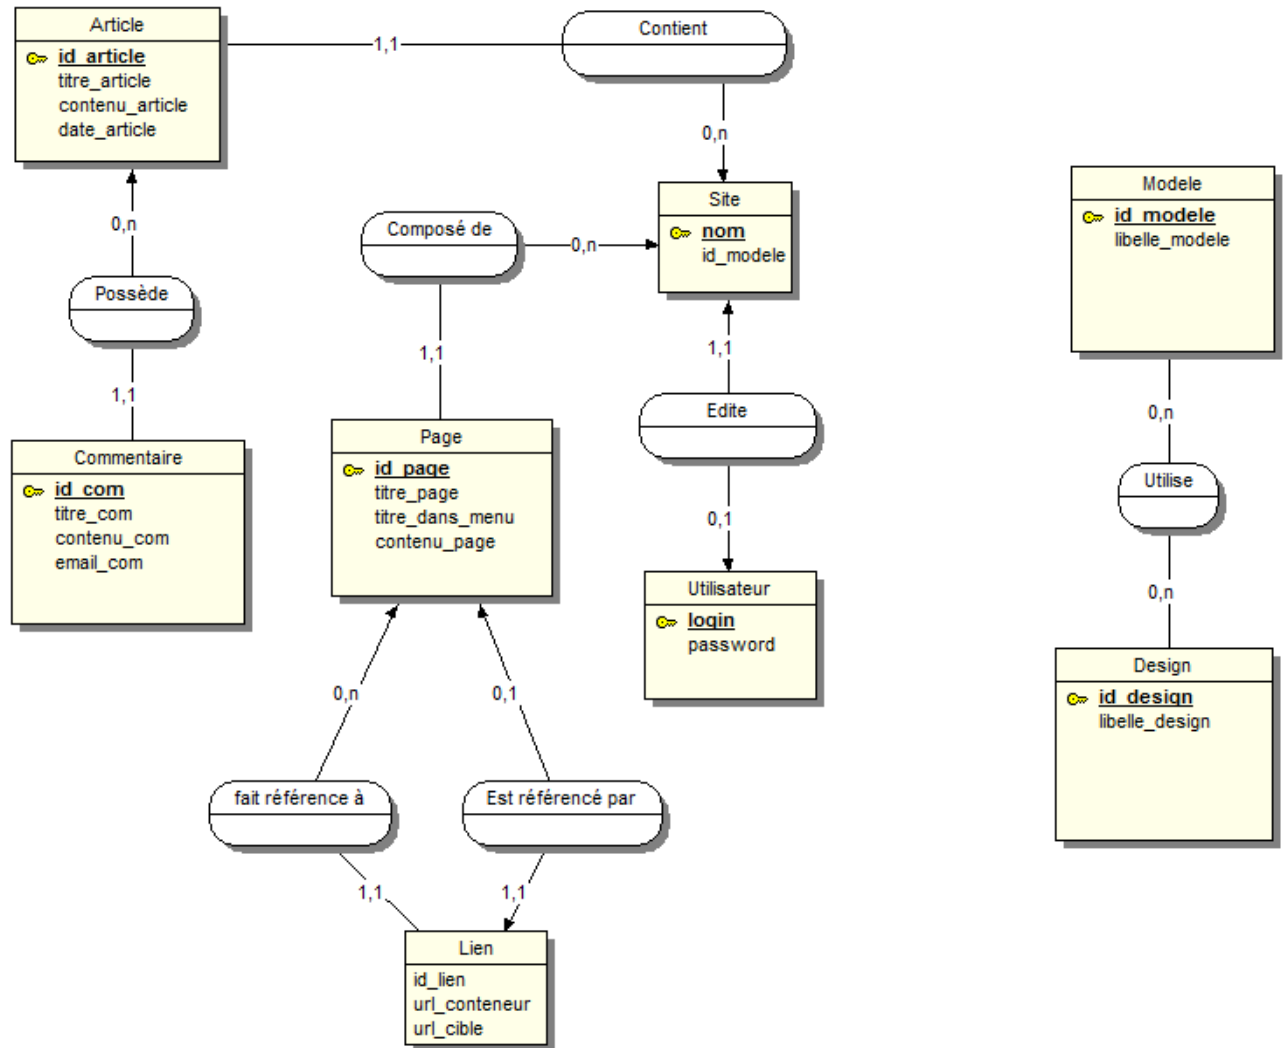 Article
id_article
titre_article
contenu_article
date_article
1,1
Contient
0,n
0,n
Possède
1,1
Composé de
0,n
1,1
Site
nom
id_modele
1,1
Edite
0,1
Modele
id_modele
libelle_modele
0,n
Utilise
0,n
Commentaire
id_com
titre_com
contenu_com
email_com
Page
id_page
titre_page
titre_dans_menu
contenu_page
Utilisateur
login
password
Design
id_design
libelle_design
0,n
0,1
fait référence à
Est référencé par
1,1
1,1
Lien
id_lien
url_conteneur
url_cible